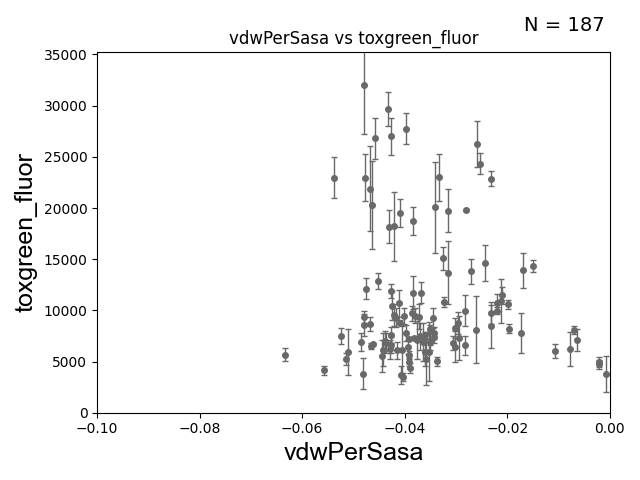 N = 187
vdwPerSasa vs toxgreen_fluor
35000
30000
25000
20000
15000
10000
5000
0
toxgreen_fluor
−0.10 −0.08 −0.06 −0.04 −0.02 0.00
vdwPerSasa